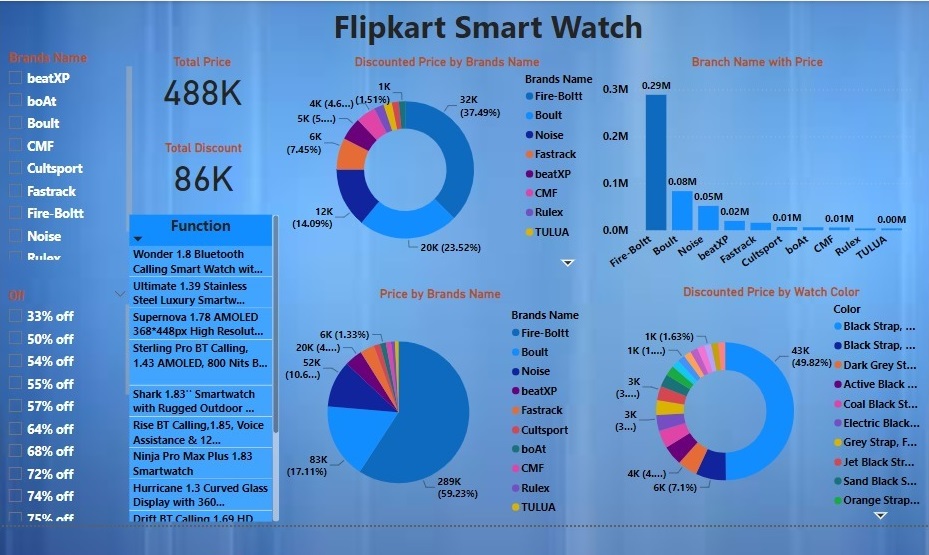 Flipkart Smart Watch
Brands Name
beatXP
boAt
Boult
CMF
Cultsport
Fastrack
Fire-Boltt
Noise
Rulex
Off
33% off
50% off
54% off
55% off
57% off
64% off
68% off
72% off
74% off
75% off
Total Price
488K
Total Discount
86K
Function
Wonder 1.8 Bluetooth
Calling Smart Watch wit...
Ultimate 1.39 Stainless
Steel Luxury Smartw...
Supernova 1.78 AMOLED
368*448px High Resolut...
Sterling Pro BT Calling,
1.43 AMOLED, 800 Nits B...
Shark 1.83'' Smartwatch
with Rugged Outdoor ...
Rise BT Calling,1.85, Voice
Assistance & 12...
Ninja Pro Max Plus 1.83
Smartwatch
Hurricane 1.3 Curved Glass
Display with 360...
Drift BT Calling 1.69 HD
Discounted Price by Brands Name
32K
(37.49%)
20K (23.52%)
12K
(14.09%)
6K
(7.45%)
5K (5....)
4K (4.6...)
1K
(1.51%)
Brands Name
Fire-Boltt
Boult
Noise
Fastrack
beatXP
CMF
Rulex
TULUA
Branch Name with Price
0.3M
0.2M
0.1M
0.0M
0.29M
0.08M
0.05M
0.02M
0.01M
0.01M
0.00M
Fire-Boltt
Boult
Noise
beatXP
Fastrack
Cultsport
boAt
CMF
Rulex
TULUA
Price by Brands Name
289K
(59.23%)
83K
(17.11%)
52K
(10.6...)
20K (4....)
6K (1.33%)
Brands Name
Fire-Boltt
Boult
Noise
beatXP
Fastrack
Cultsport
boAt
CMF
Rulex
TULUA
Discounted Price by Watch Color
43K
(49.82%)
6K (7.1%)
4K (4....)
3K
(3...)
3K
(3....)
1K (1....)
1K (1.63%)
Color
Black Strap, ...
Black Strap, ...
Dark Grey St...
Active Black ...
Coal Black St...
Electric Black...
Grey Strap, F...
Jet Black Str...
Sand Black S...
Orange Strap...